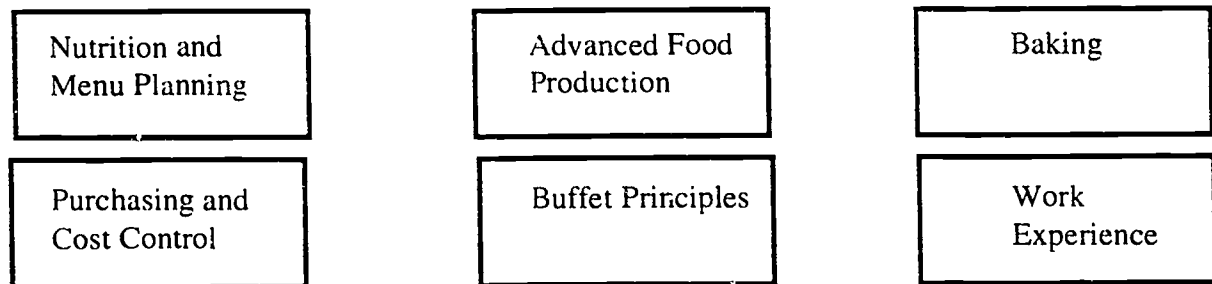 Nutrition and
Menu Planning
Advanced Food
Production
Baking
Purchasing and
Cost Control
Buffet Principles
Work
Experience